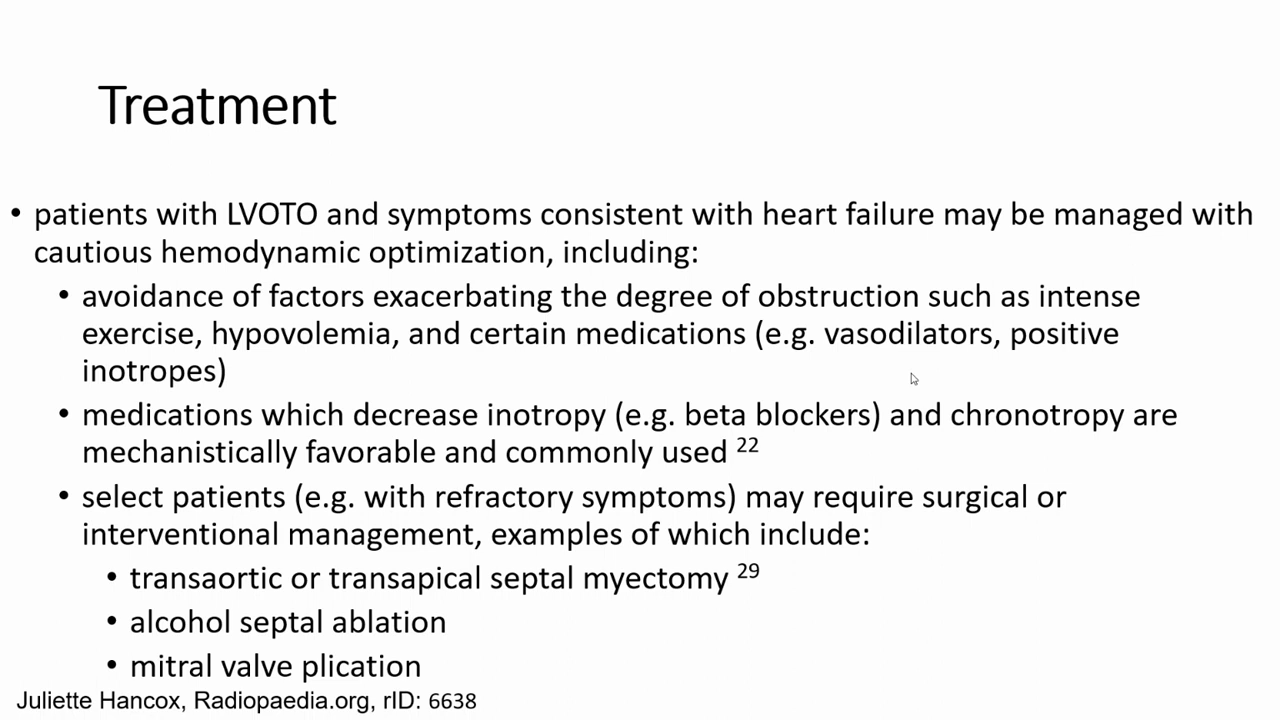 Treatment
• patients with LVOTO and symptoms consistent with heart failure may be managed with
cautious hemodynamic optimization, including:
• avoidance of factors exacerbating the degree of obstruction such as intense
exercise, hypovolemia, and certain medications (e.g. vasodilators, positive
inotropes)
• medications which decrease inotropy (e.g. beta blockers) and chronotropy are
mechanistically favorable and commonly used 22
• select patients (e.g. with refractory symptoms) may require surgical or
interventional management, examples of which include:
• transaortic or transapical septal myectomy 29
• alcohol septal ablation
• mitral valve plication
Juliette Hancox, Radiopaedia.org, rID: 6638